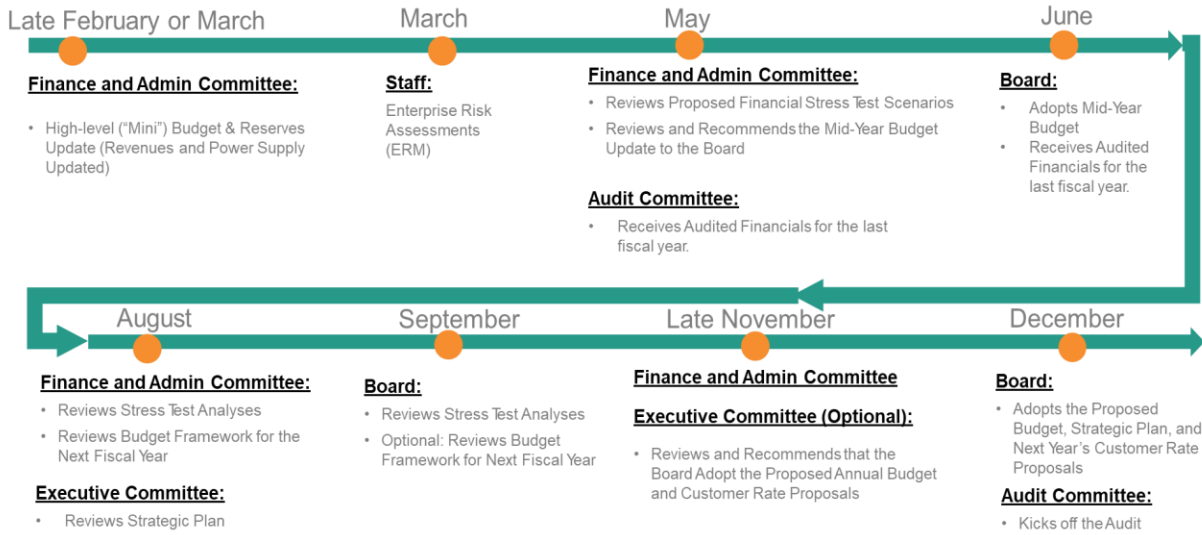 Late February or March
Finance and Admin Committee:
• High-level (“Mini”) Budget & Reserves
Update (Revenues and Power Supply
Updated)
March
Staff:
Enterprise Risk
Assessments
(ERM)
May
Finance and Admin Committee:
• Reviews Proposed Financial Stress Test Scenarios
• Reviews and Recommends the Mid-Year Budget
Update to the Board
Audit Committee:
• Receives Audited Financials for the last
fiscal year.
June
Board:
• Adopts Mid-Year
Budget
• Receives Audited
Financials for the
last fiscal year.
August
Finance and Admin Committee:
• Reviews Stress Test Analyses
• Reviews Budget Framework for the
Next Fiscal Year
Executive Committee:
• Reviews Strategic Plan
September
Board:
• Reviews Stress Test Analyses
• Optional: Reviews Budget
Framework for Next Fiscal Year
Late November
Finance and Admin Committee
Executive Committee (Optional):
• Reviews and Recommends that the
Board Adopt the Proposed Annual Budget
and Customer Rate Proposals
December
Board:
• Adopts the Proposed
Budget, Strategic Plan, and
Next Year’s Customer Rate
Proposals
Audit Committee:
• Kicks off the Audit